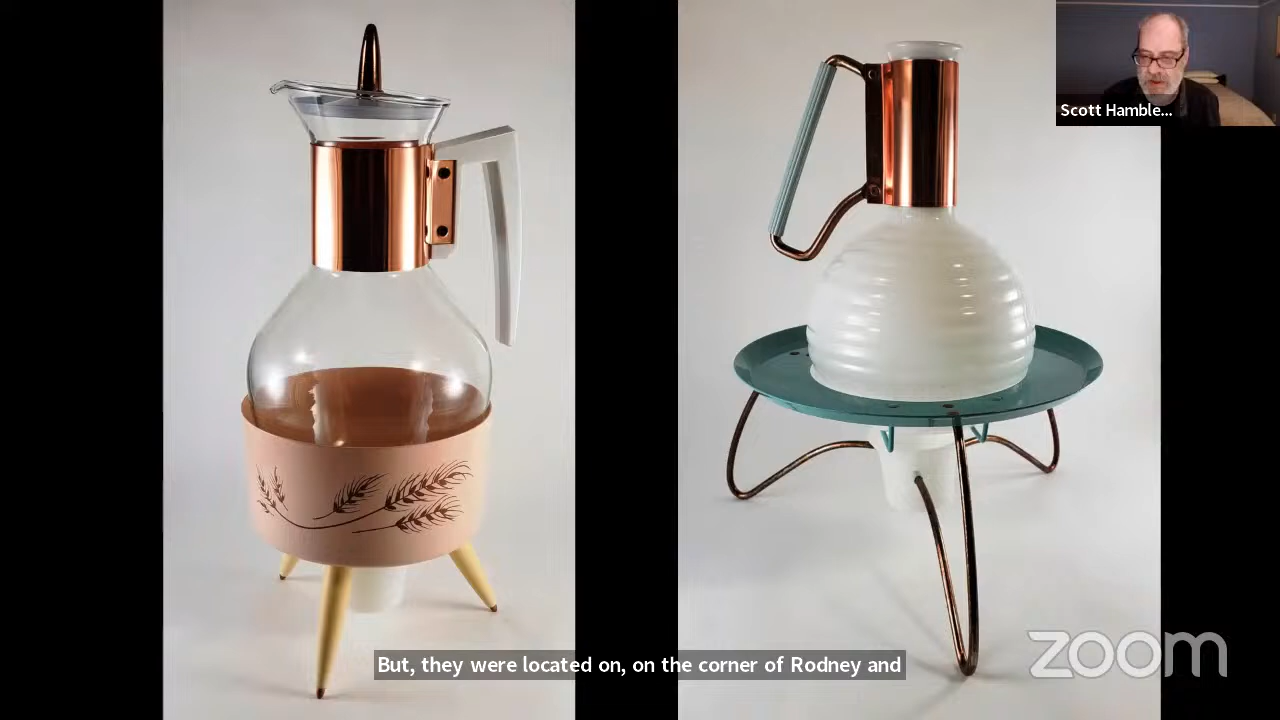 Scott Hamble...
But, they were located on, on the corner of Rodney and
zoom